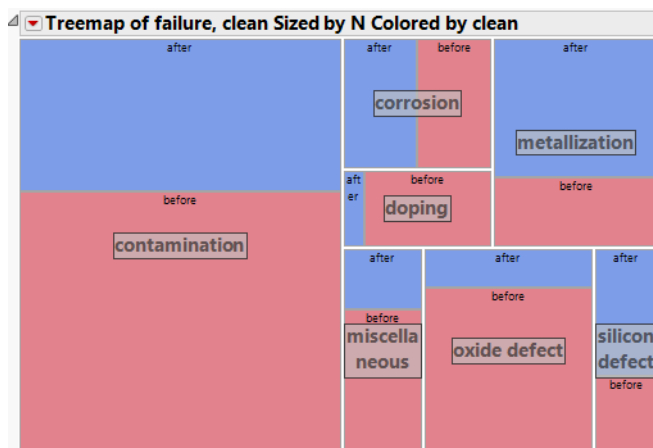 Treemap of failure, clean Sized by N Colored by clean
after
before
contamination
after
before
corrosion
after
before
metallization
aft
er
before
doping
after
before
miscella
neous
after
before
oxide defect
after
silicon
defect
before